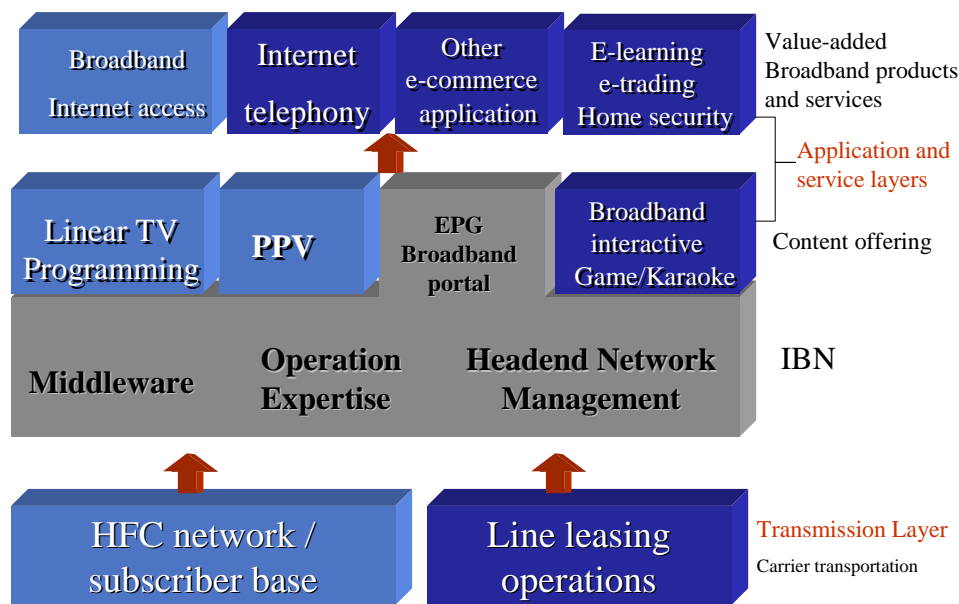 Broadband
Internet access
Internet
telephony
Other
e-commerce
application
E-learning
e-trading
Home security
Value-added
Broadband products
and services
Application and
service layers
Linear TV
Programming
PPV
EPG
Broadband
portal
Broadband
interactive
Game/Karaoke
Content offering
Middleware
Operation
Expertise
Headend Network
Management
IBN
HFC network /
subscriber base
Line leasing
operations
Transmission Layer
Carrier transportation